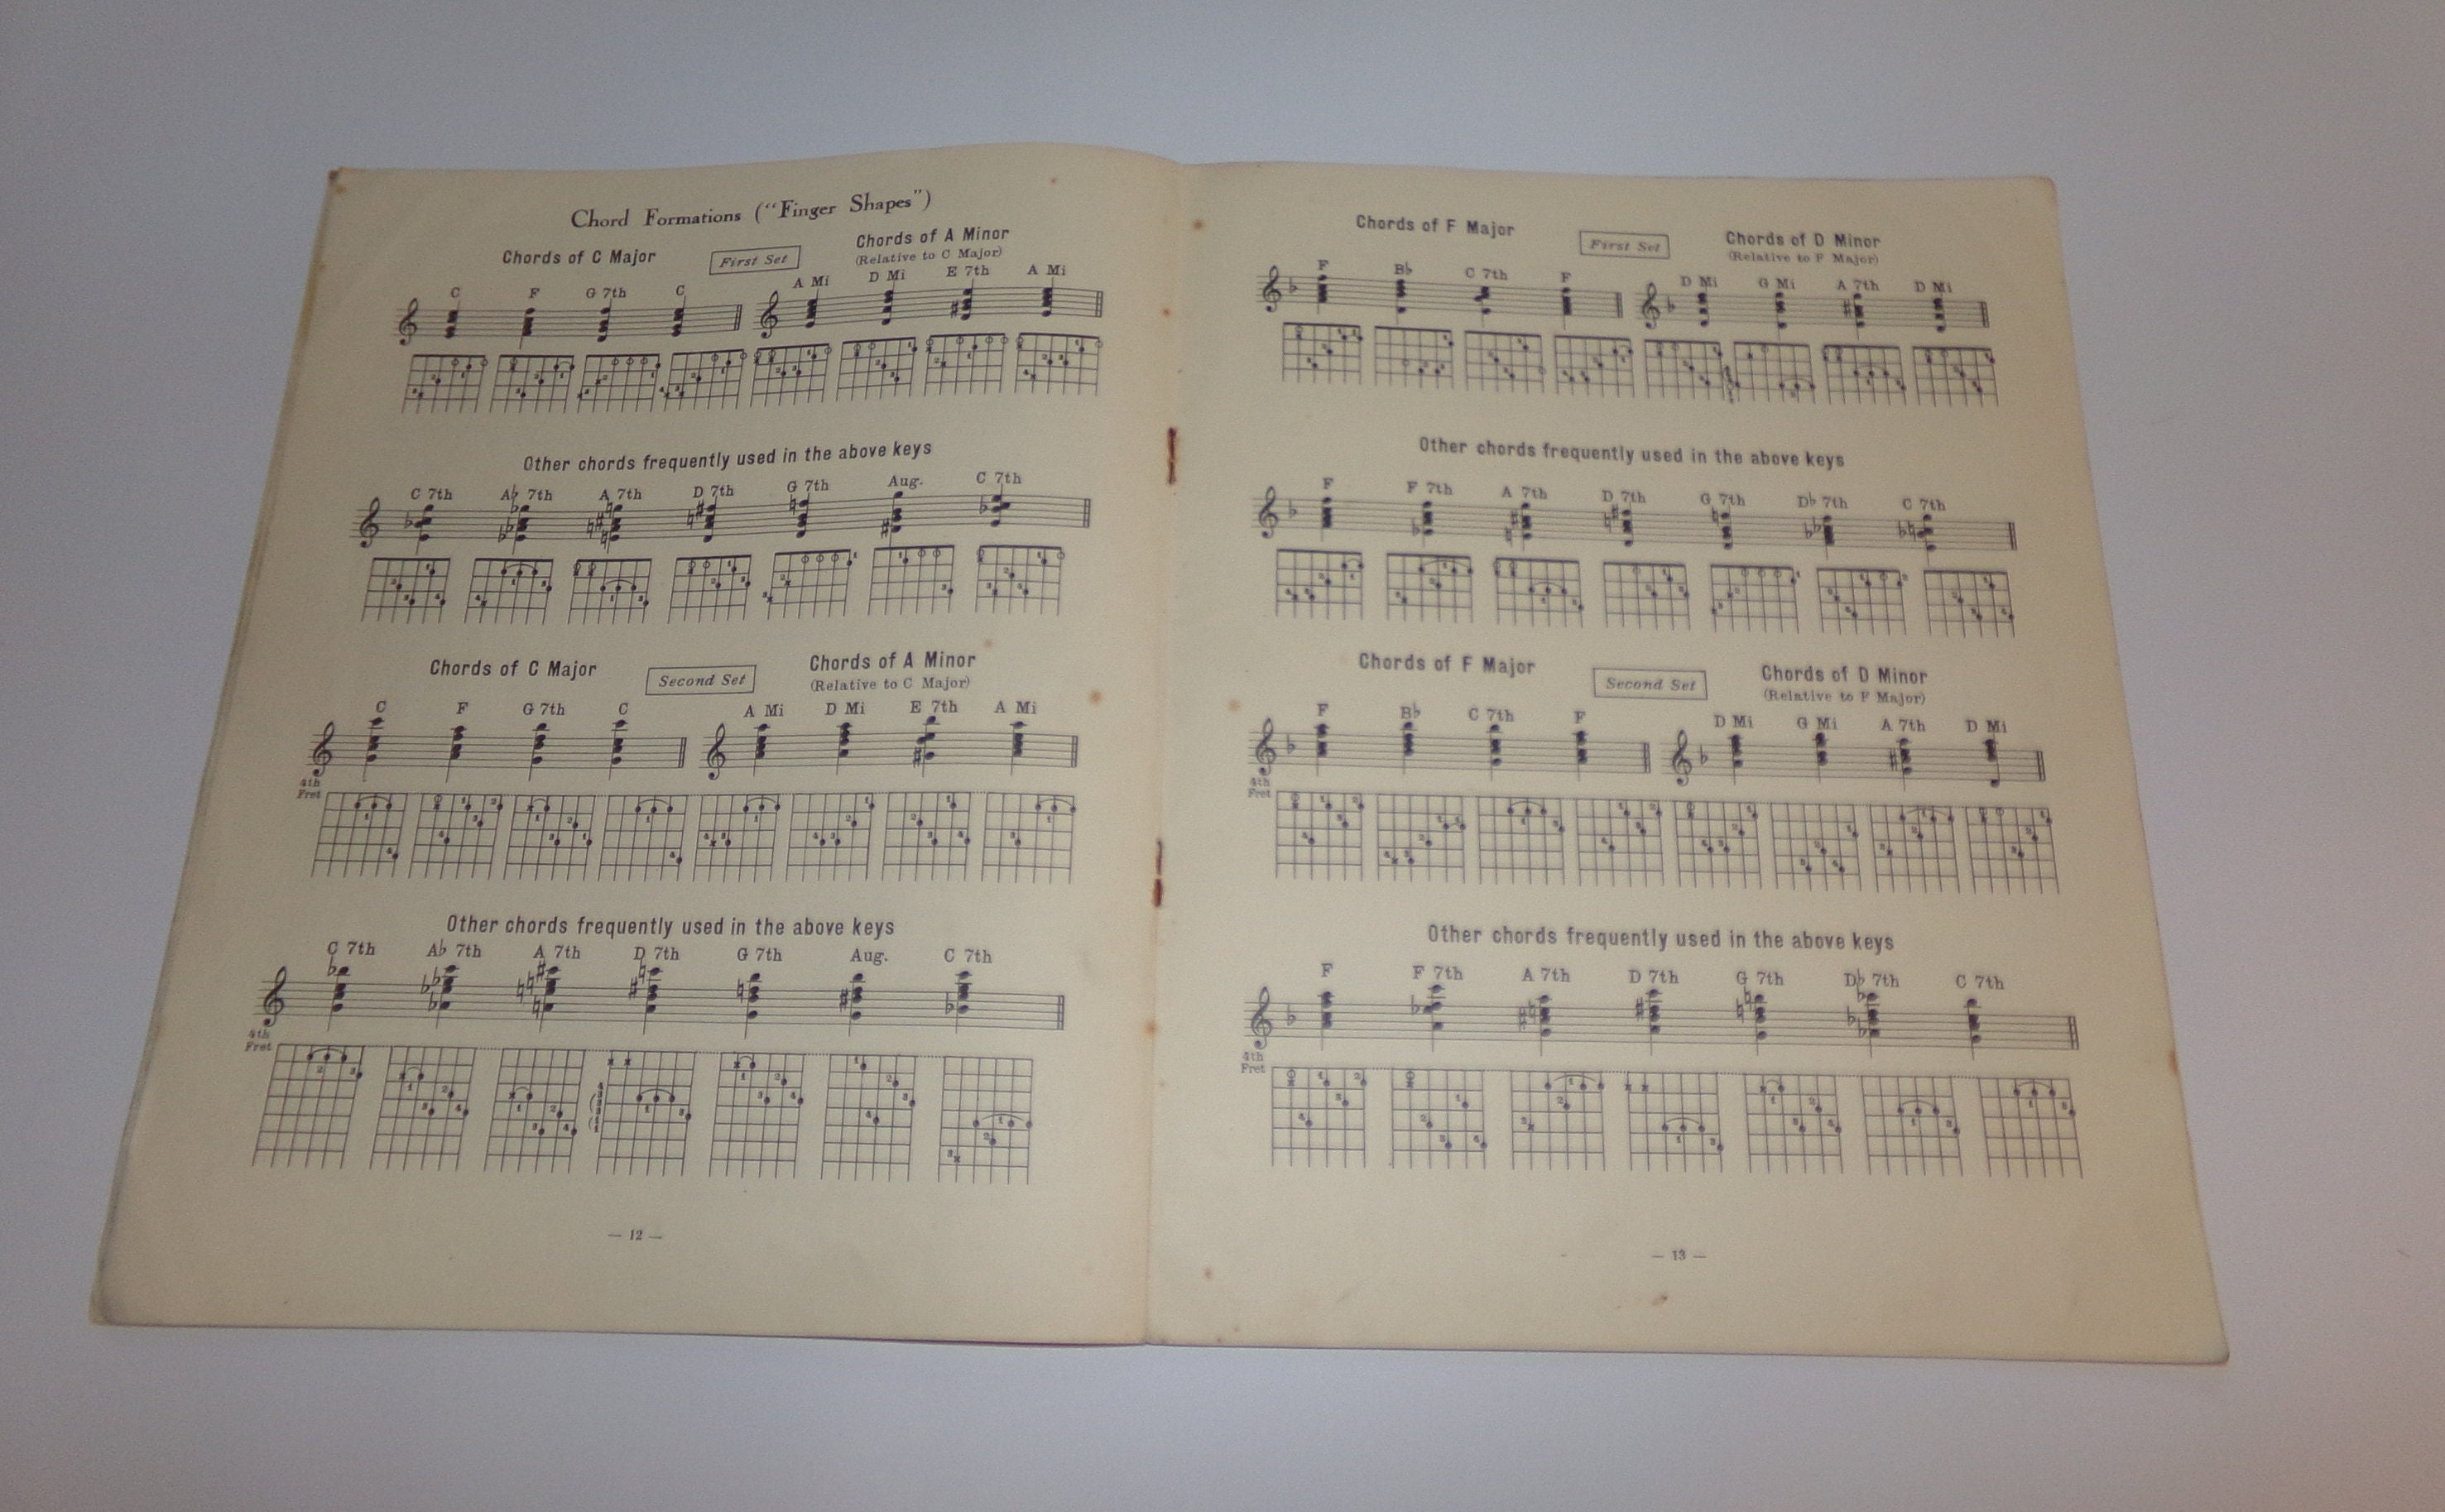 Chord Formations ("Finger Shapes")
Chords of C Major
First Set
Chords of A Minor
(Relative to C Major)
C F G 7th C A Mi D Mi E 7th A Mi
Other chords frequently used in the above keys
C 7th A♭ 7th A 7th D 7th G 7th Aug. C 7th
Chords of C Major
Second Set
Chords of A Minor
(Relative to C Major)
C F G 7th C A Mi D Mi E 7th A Mi
4th
Fret
Other chords frequently used in the above keys
C 7th A♭ 7th A 7th D 7th G 7th Aug. C 7th
4th
Fret
— 12 —
Chords of F Major
First Set
Chords of D Minor
(Relative to F Major)
F B♭ C 7th F D Mi G Mi A 7th D Mi
Other chords frequently used in the above keys
F F 7th A 7th D 7th G 7th D♭ 7th C 7th
Chords of F Major
Second Set
Chords of D Minor
(Relative to F Major)
F B♭ C 7th F D Mi G Mi A 7th D Mi
4th
Fret
Other chords frequently used in the above keys
F F 7th A 7th D 7th G 7th D♭ 7th C 7th
4th
Fret
— 13 —